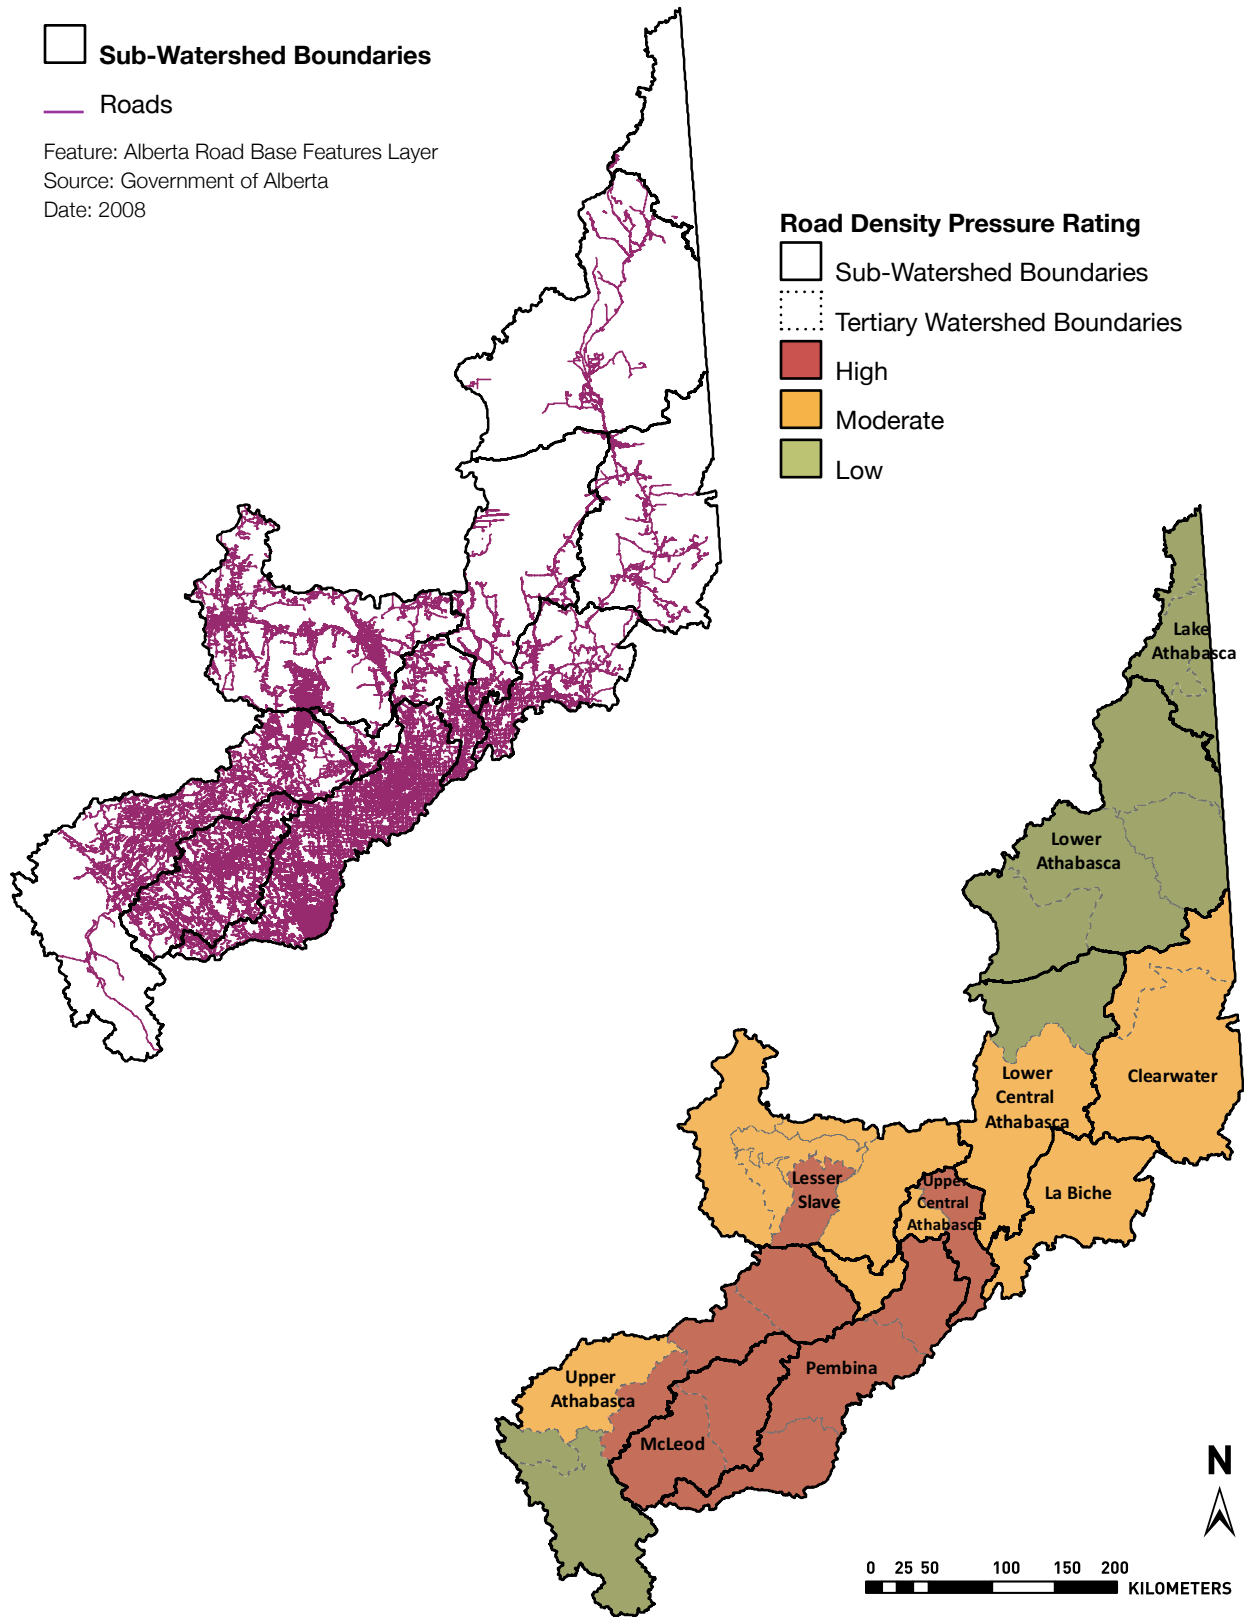 Sub-Watershed Boundaries
Roads
Feature: Alberta Road Base Features Layer
Source: Government of Alberta
Date: 2008
Road Density Pressure Rating
Sub-Watershed Boundaries
Tertiary Watershed Boundaries
High
Moderate
Low
Lake
Athabasca
Lower
Athabasca
Lower
Central
Athabasca
Clearwater
Lesser
Slave
Upper
Central
Athabasca
La Biche
Upper
Athabasca
Pembina
McLeod
N
0 25 50 100 150 200
KILOMETERS